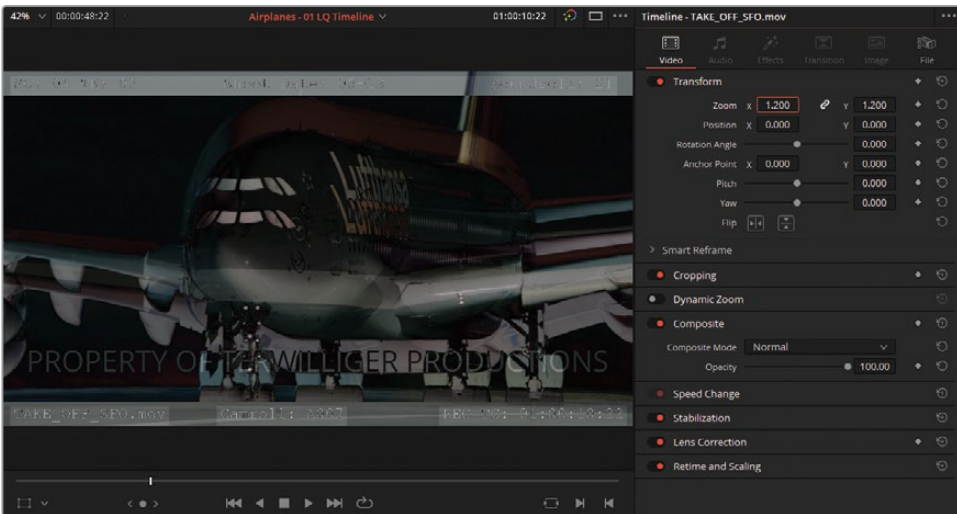 42% 00:00:48:22 Airplanes - 01 LQ Timeline 01:00:10:22 Timeline - TAKE_OFF_SFO.mov
Video Audio Effects Transition Image File
Transform
Zoom X 1.200 Y 1.200
Position X 0.000 Y 0.000
Rotation Angle 0.000
Anchor Point X 0.000 Y 0.000
Pitch 0.000
Yaw 0.000
Flip
Smart Reframe
Cropping
Dynamic Zoom
Composite
Composite Mode Normal
Opacity 100.00
Speed Change
Stabilization
Lens Correction
Retime and Scaling
Lufthansa
PROPERTY OF TERWILLIGER PRODUCTIONS
TAKE_OFF_SFO.mov